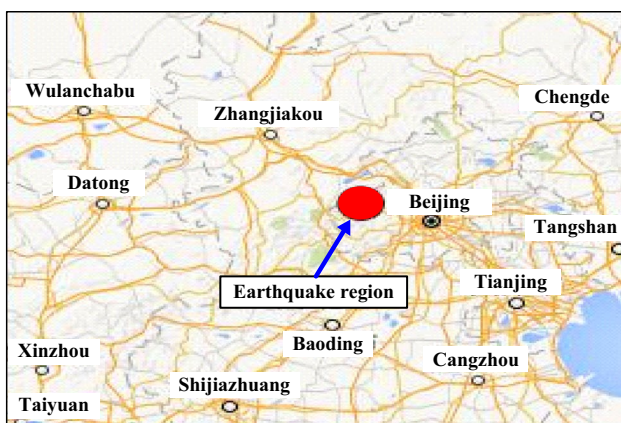 Wulanchabu
Chengde
Zhangjiakou
Datong
Beijing
Tangshan
Earthquake region
Tianjing
Xinzhou
Baoding
Cangzhou
Shijiazhuang
Taiyuan